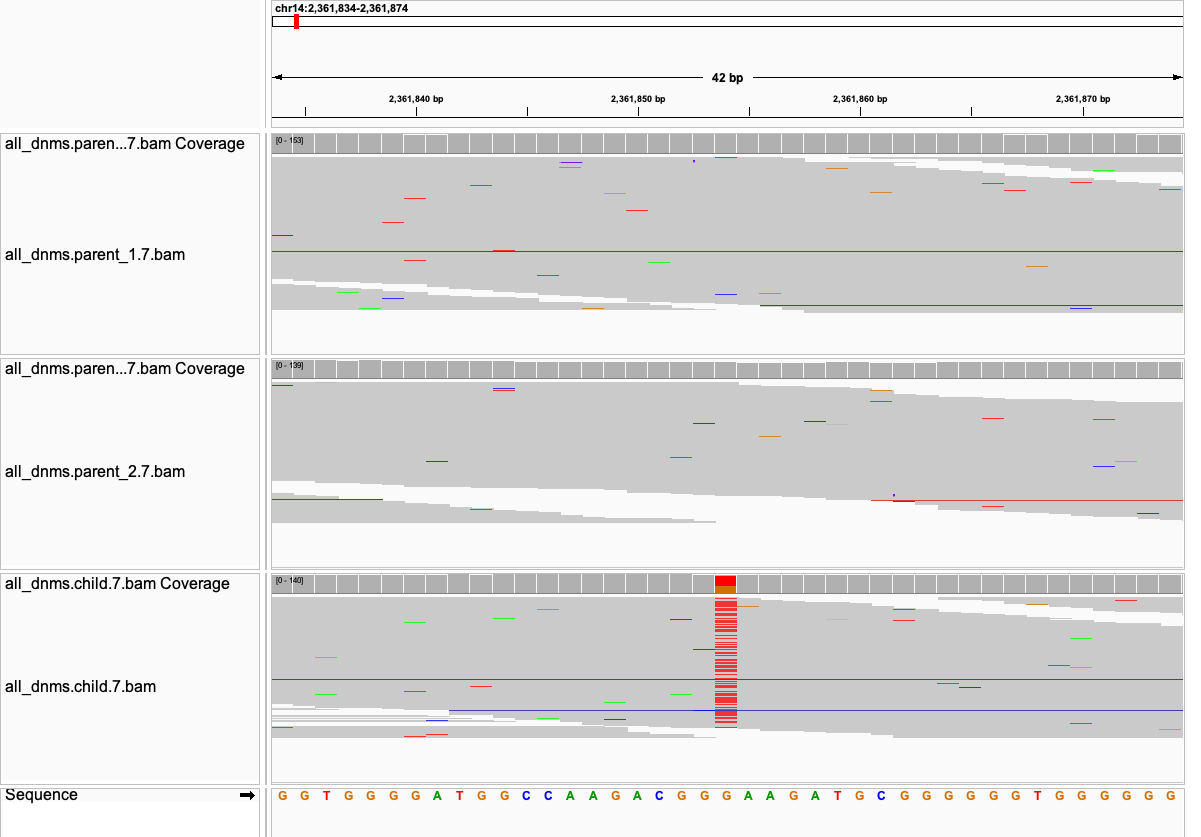 chr14:2,361,834-2,361,874
42 bp
2,361,840 bp 2,361,850 bp 2,361,860 bp 2,361,870 bp
all_dnms.paren...7.bam Coverage
[0 - 153]
all_dnms.parent_1.7.bam
all_dnms.paren...7.bam Coverage
[0 - 139]
all_dnms.parent_2.7.bam
all_dnms.child.7.bam Coverage
[0 - 140]
all_dnms.child.7.bam
Sequence
G G T G G G G A T G G C C A A G A C G G G A A G A T G C G G G G G G T G G G G G G